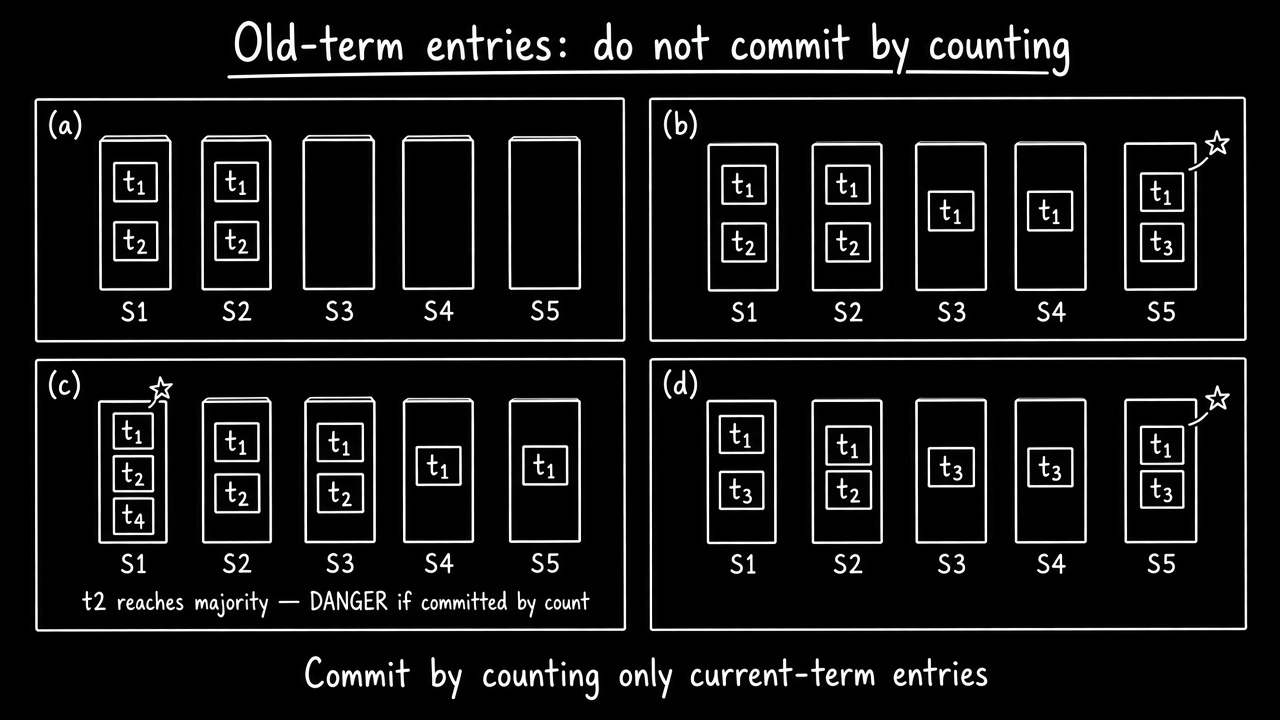 Old-term entries: do not commit by counting
(a)
t₁ t₁
t₂ t₂
S1 S2 S3 S4 S5
(b)
t₁ t₁ t₁ t₁ t₁
t₂ t₂ t₃
S1 S2 S3 S4 S5
(c)
t₁ t₁ t₁ t₁ t₁
t₂ t₂ t₂
t₄
S1 S2 S3 S4 S5
t2 reaches majority — DANGER if committed by count
(d)
t₁ t₁ t₃ t₃ t₁
t₃ t₂ t₃
S1 S2 S3 S4 S5
Commit by counting only current-term entries